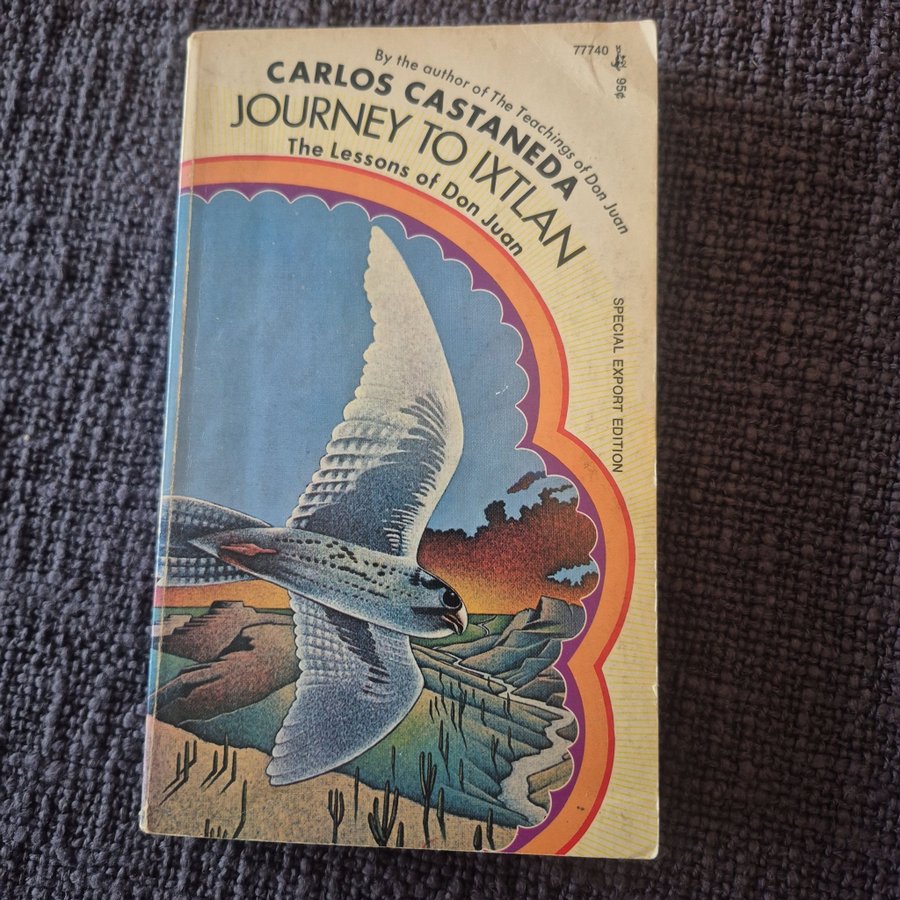 77740
95¢
By the author of The Teachings of Don Juan
CARLOS CASTANEDA
JOURNEY TO IXTLAN
The Lessons of Don Juan
SPECIAL EXPORT EDITION